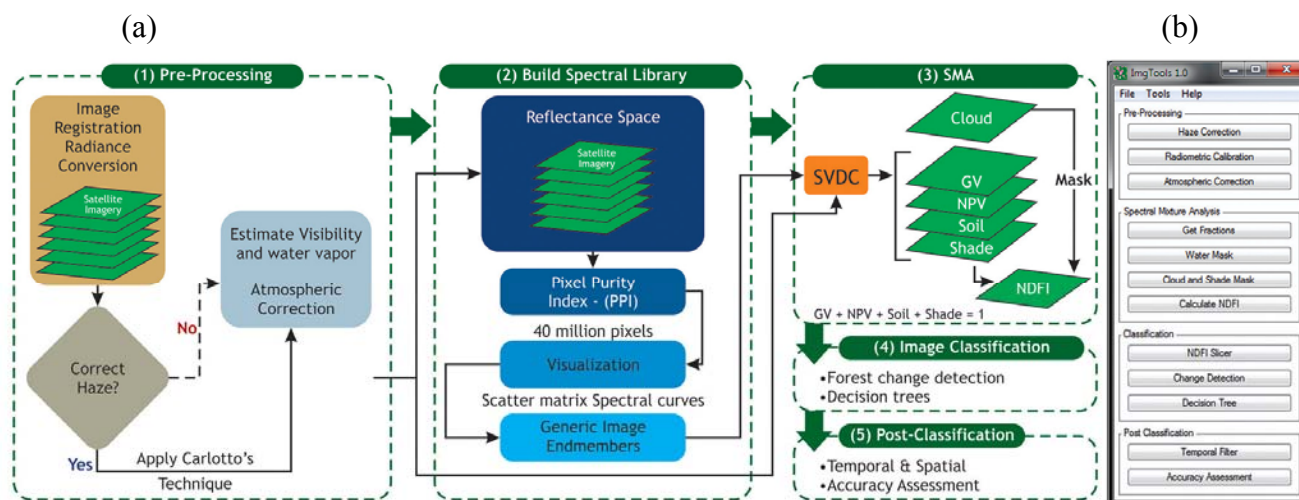 (a)
(b)
(1) Pre-Processing
Image
Registration
Radiance
Conversion
Satellite
Imagery
Correct
Haze?
No
Yes
Apply Carlotto's
Technique
Estimate Visibility
and water vapor
Atmospheric
Correction
(2) Build Spectral Library
Reflectance Space
Satellite
Imagery
Pixel Purity
Index - (PPI)
40 million pixels
Visualization
Scatter matrix Spectral curves
Generic Image
Endmembers
(3) SMA
SVDC
Cloud
GV
NPV
Soil
Shade
Mask
NDFI
GV + NPV + Soil + Shade = 1
(4) Image Classification
•Forest change detection
•Decision trees
(5) Post-Classification
•Temporal & Spatial
•Accuracy Assessment
ImgTools 1.0
File Tools Help
Pre-Processing
Haze Correction
Radiometric Calibration
Atmospheric Correction
Spectral Mixture Analysis
Get Fractions
Water Mask
Cloud and Shade Mask
Calculate NDFI
Classification
NDFI Slicer
Change Detection
Decision Tree
Post Classification
Temporal Filter
Accuracy Assessment